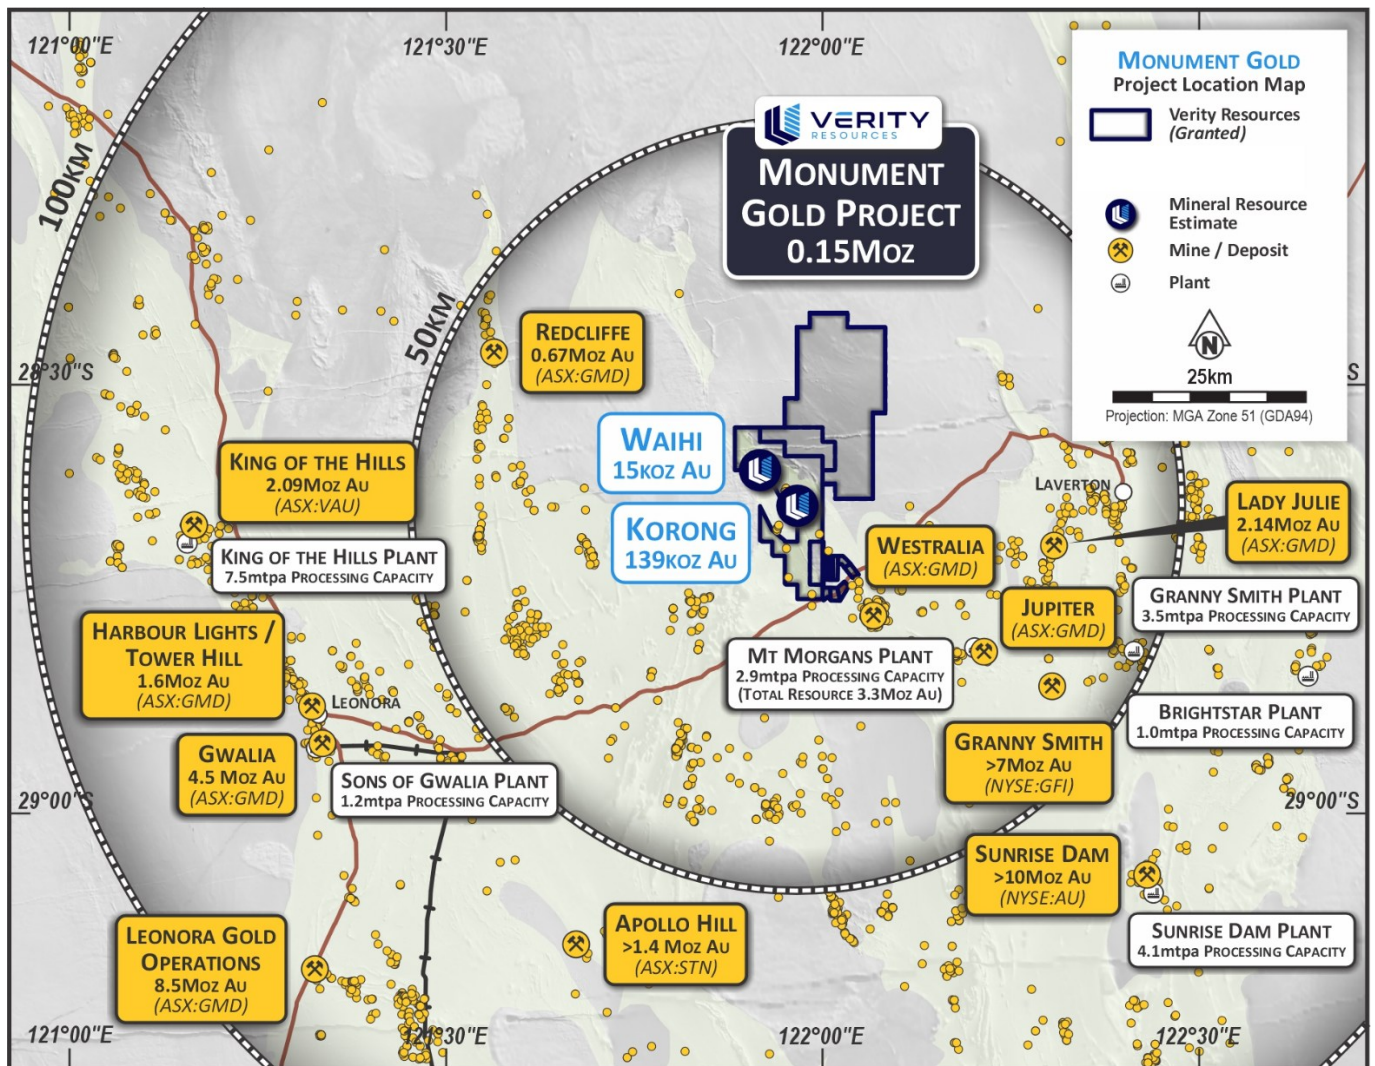 121°00"E
121°30"E
122°00"E
MONUMENT GOLD
Project Location Map
Verity Resources
(Granted)
Mineral Resource
Estimate
Mine / Deposit
Plant
N
25km
Projection: MGA Zone 51 (GDA94)
VERITY
RESOURCES
MONUMENT
GOLD PROJECT
0.15MOZ
100KM
50KM
28°30"S
S
REDCLIFFE
0.67MOZ AU
(ASX:GMD)
WAIHI
15KOZ AU
KORONG
139KOZ AU
KING OF THE HILLS
2.09MOZ AU
(ASX:VAU)
KING OF THE HILLS PLANT
7.5mtpa PROCESSING CAPACITY
LAVERTON
LADY JULIE
2.14MOZ AU
(ASX:GMD)
WESTRALIA
(ASX:GMD)
JUPITER
(ASX:GMD)
GRANNY SMITH PLANT
3.5mtpa PROCESSING CAPACITY
HARBOUR LIGHTS /
TOWER HILL
1.6MOZ AU
(ASX:GMD)
LEONORA
MT MORGANS PLANT
2.9mtpa PROCESSING CAPACITY
(TOTAL RESOURCE 3.3MOZ AU)
BRIGHTSTAR PLANT
1.0mtpa PROCESSING CAPACITY
GWALIA
4.5 MOZ AU
(ASX:GMD)
SONS OF GWALIA PLANT
1.2mtpa PROCESSING CAPACITY
GRANNY SMITH
>7MOZ AU
(NYSE:GFI)
29°00"S
29°00"S
SUNRISE DAM
>10MOZ AU
(NYSE:AU)
SUNRISE DAM PLANT
4.1mtpa PROCESSING CAPACITY
APOLLO HILL
>1.4 MOZ AU
(ASX:STN)
LEONORA GOLD
OPERATIONS
8.5MOZ AU
(ASX:GMD)
121°00"E
121°30"E
122°00"E
122°30"E